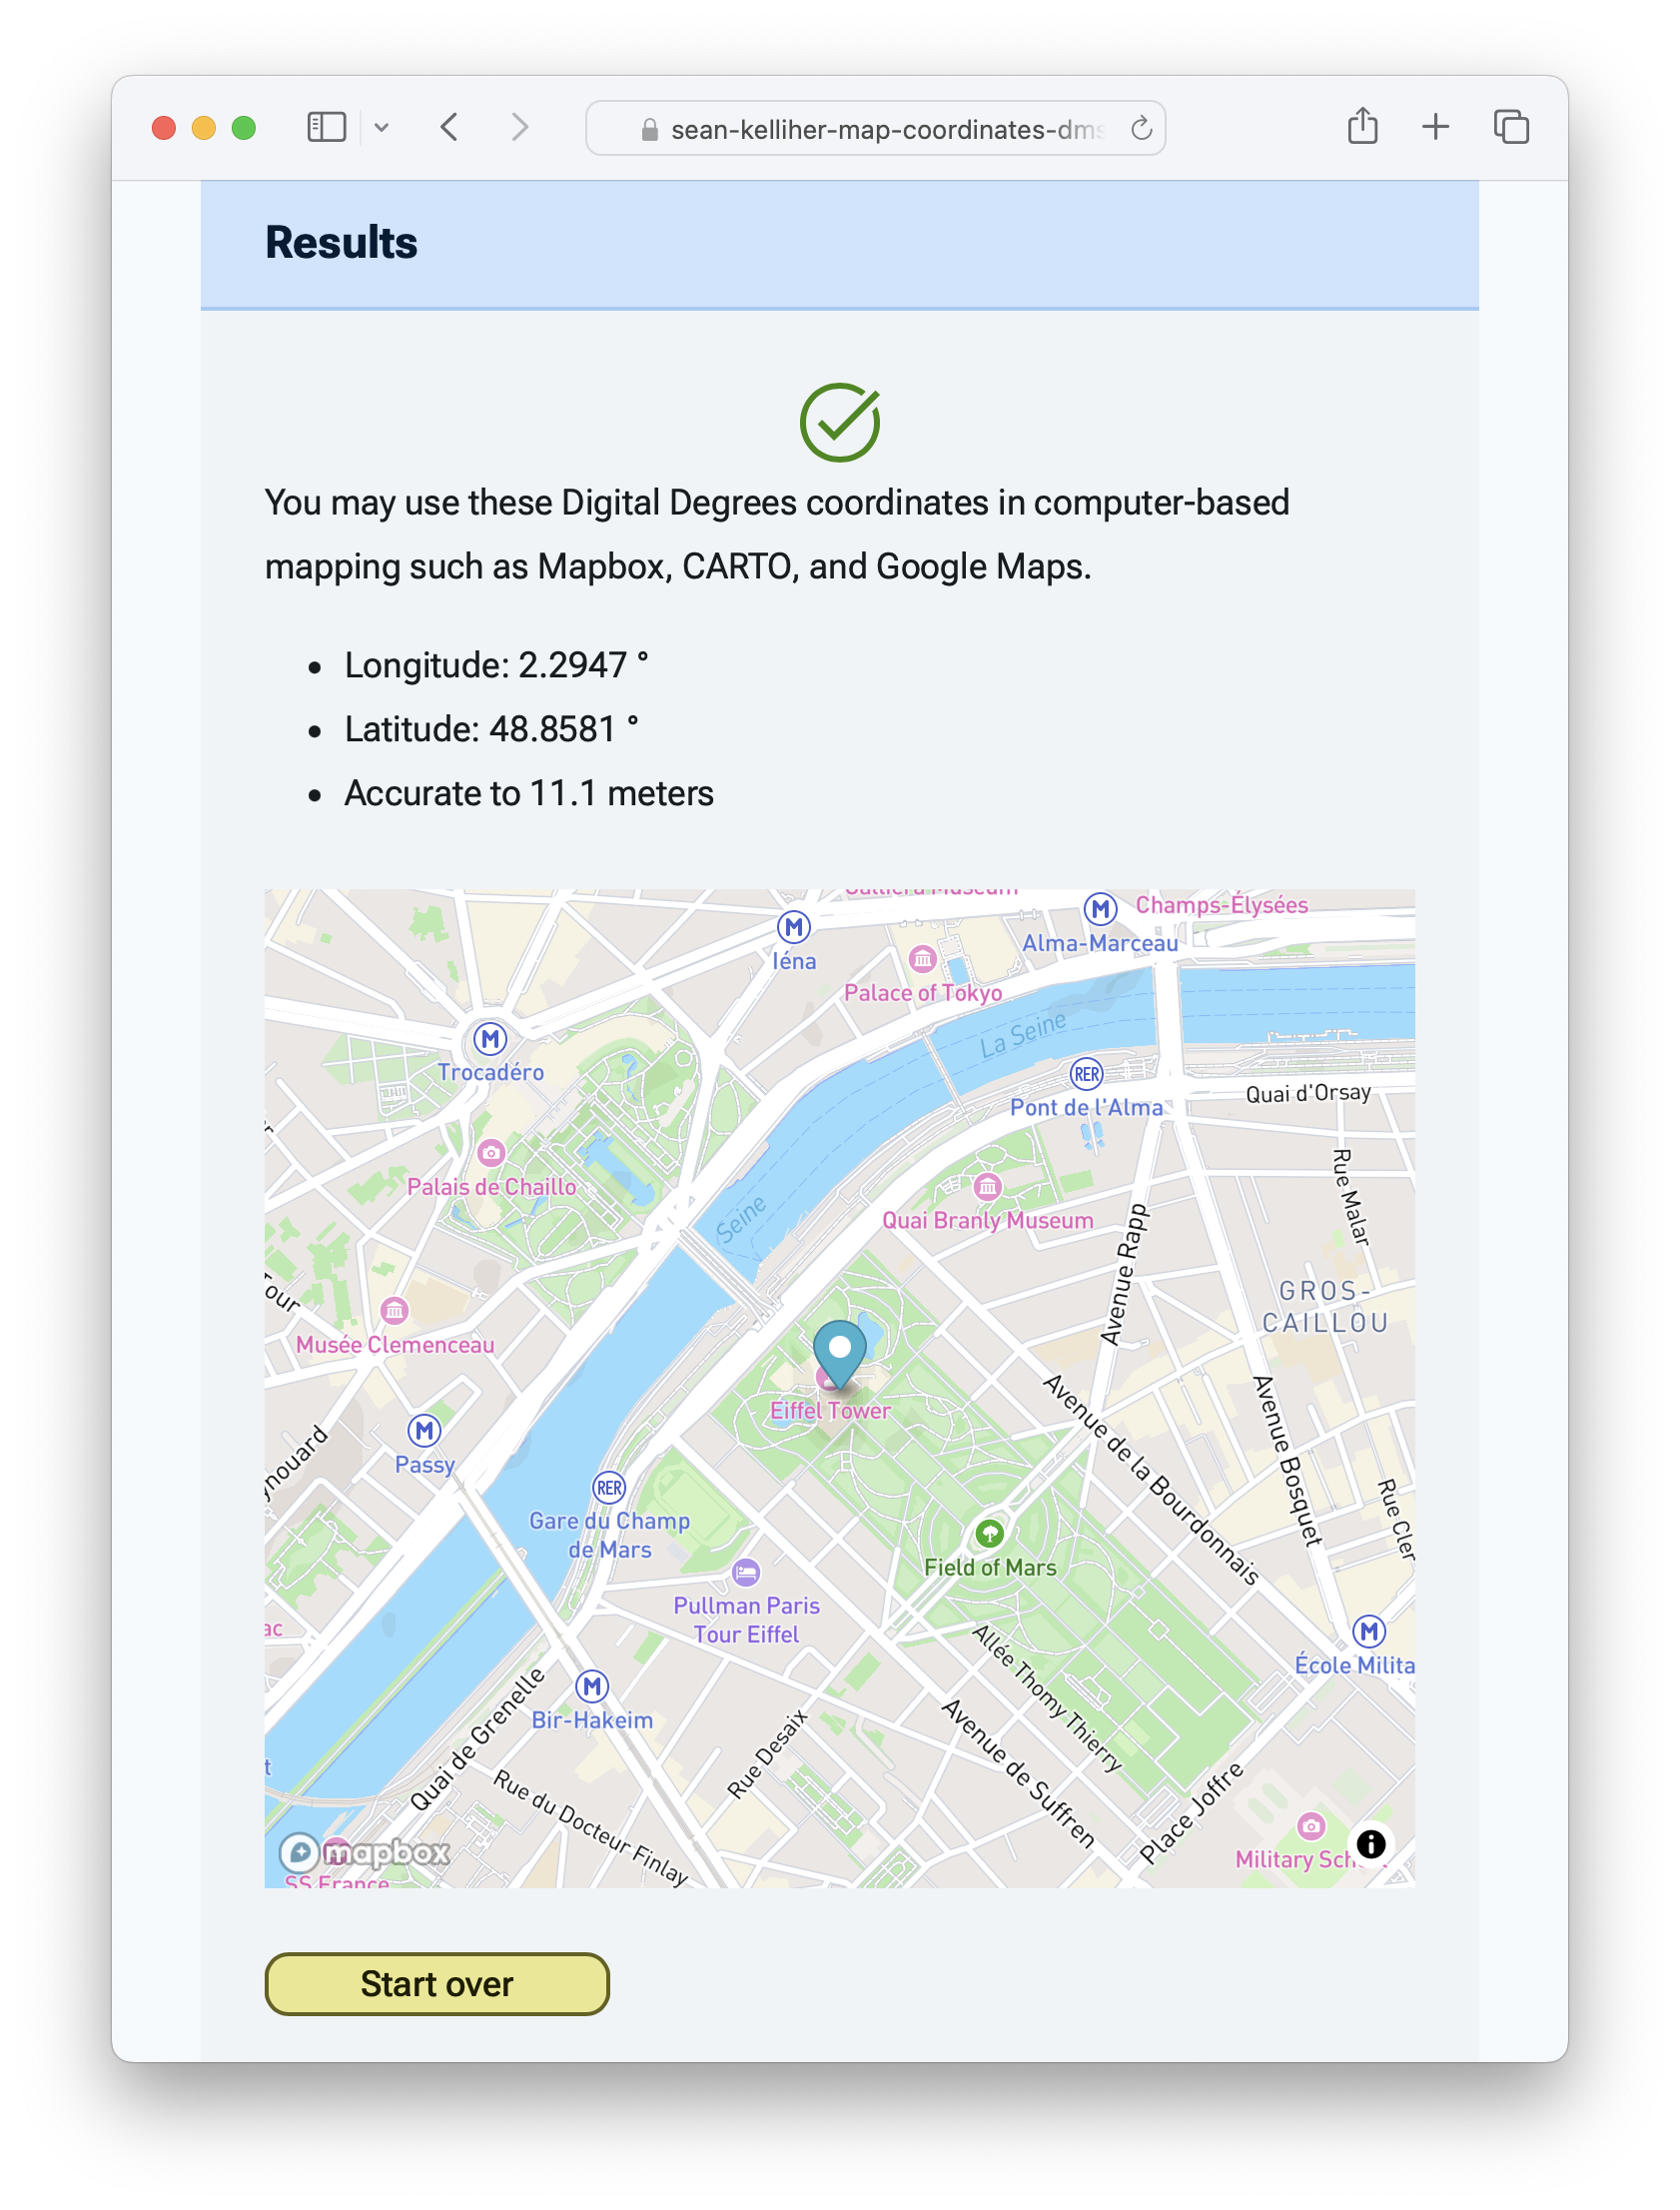 sean-kelliher-map-coordinates-dms
Results
You may use these Digital Degrees coordinates in computer-based
mapping such as Mapbox, CARTO, and Google Maps.
• Longitude: 2.2947 °
• Latitude: 48.8581 °
• Accurate to 11.1 meters
Galliera Museum
Champs-Élysées
M
M
Alma-Marceau
Iéna
Palace of Tokyo
La Seine
M
Trocadéro
RER
Pont de l'Alma
Quai d'Orsay
Palais de Chaillo
Rue Malar
Seine
Quai Branly Museum
Avenue Rapp
GROS-
CAILLOU
Tour
Musée Clemenceau
Eiffel Tower
Avenue de la Bourdonnais
Avenue Bosquet
M
Passy
ynouard
RER
Gare du Champ
de Mars
Rue Cler
Field of Mars
Pullman Paris
Tour Eiffel
ac
M
École Milita
Allée Thomy Thierry
M
Bir-Hakeim
Quai de Grenelle
Rue Desaix
Avenue de Suffren
t
Rue du Docteur Finlay
Place Joffre
mapbox
Military Sch
SS France
Start over